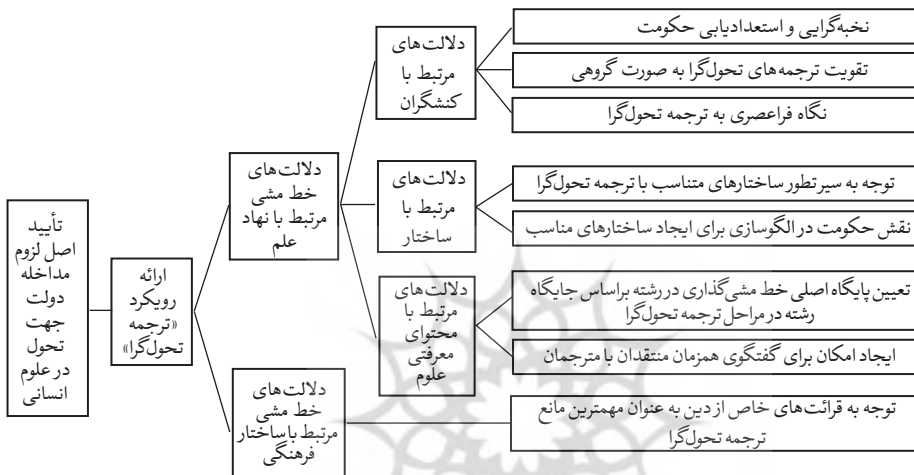 تأیید
اصل لزوم
مداخله
دولت
جهت
تحول
در علوم
انسانی
ارائه
رویکرد
«ترجمه
تحول‌گرا»
دلالت‌های
خط مشی
مرتبط با نهاد
علم
دلالت‌های
مرتبط با
کنشگران
نخبه‌گرایی و استعدادیابی حکومت
تقویت ترجمه‌های تحول‌گرا به صورت گروهی
نگاه فراعصری به ترجمه تحول‌گرا
دلالت‌های
مرتبط با
ساختار
توجه به سیر تطور ساختارهای متناسب با ترجمه تحول‌گرا
نقش حکومت در الگوسازی برای ایجاد ساختارهای مناسب
دلالت‌های
مرتبط با
محتوای
معرفتی
علوم
تعیین پایگاه اصلی خط مشی‌گذاری در رشته براساس جایگاه
رشته در مراحل ترجمه تحول‌گرا
ایجاد امکان برای گفتگوی همزمان منتقدان با مترجمان
دلالت‌های
خط مشی
مرتبط با ساختار
فرهنگی
توجه به قرائت‌های خاص از دین به عنوان مهمترین مانع
ترجمه تحول‌گرا